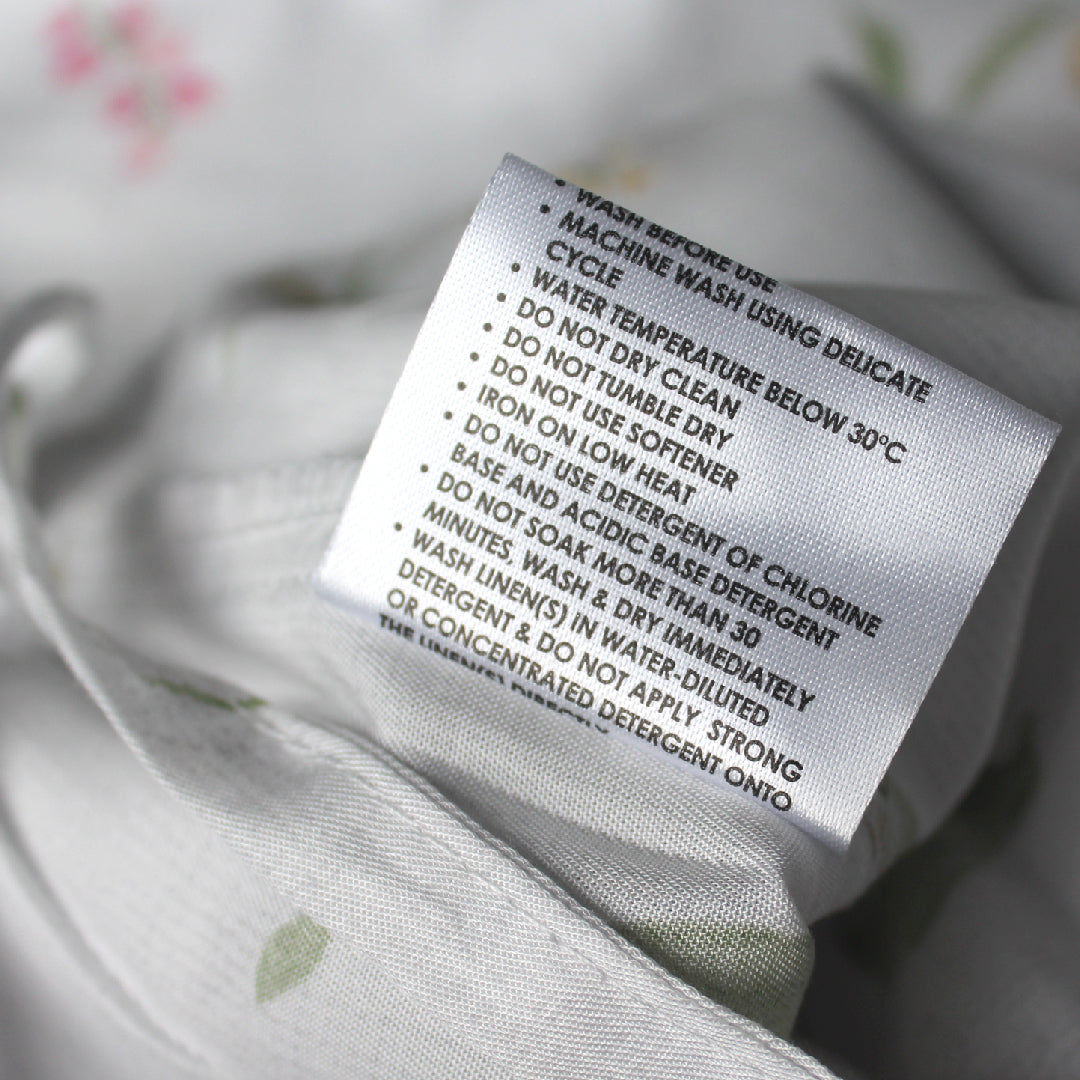 • WASH BEFORE USE
• MACHINE WASH USING DELICATE
CYCLE
• WATER TEMPERATURE BELOW 30°C
• DO NOT DRY CLEAN
• DO NOT TUMBLE DRY
• DO NOT USE SOFTENER
• IRON ON LOW HEAT
• DO NOT USE DETERGENT OF CHLORINE
BASE AND ACIDIC BASE DETERGENT
• DO NOT SOAK MORE THAN 30
MINUTES, WASH & DRY IMMEDIATELY
• WASH LINEN(S) IN WATER-DILUTED
DETERGENT & DO NOT APPLY STRONG
OR CONCENTRATED DETERGENT ONTO
THE LINEN(S) DIRECTLY